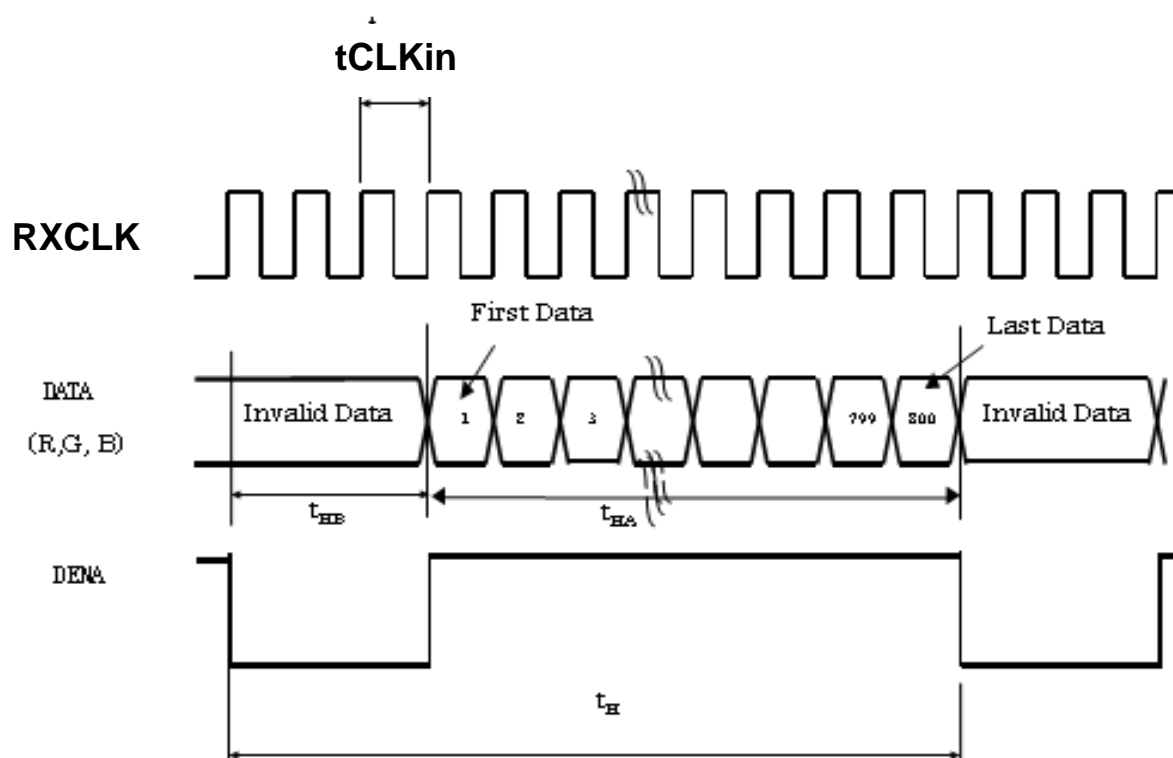 tCLKin
RXCLK
First Data
Last Data
DATA
(R,G, B)
Invalid Data
1
2
3
799
800
Invalid Data
tHB
tHA
DENA
tH